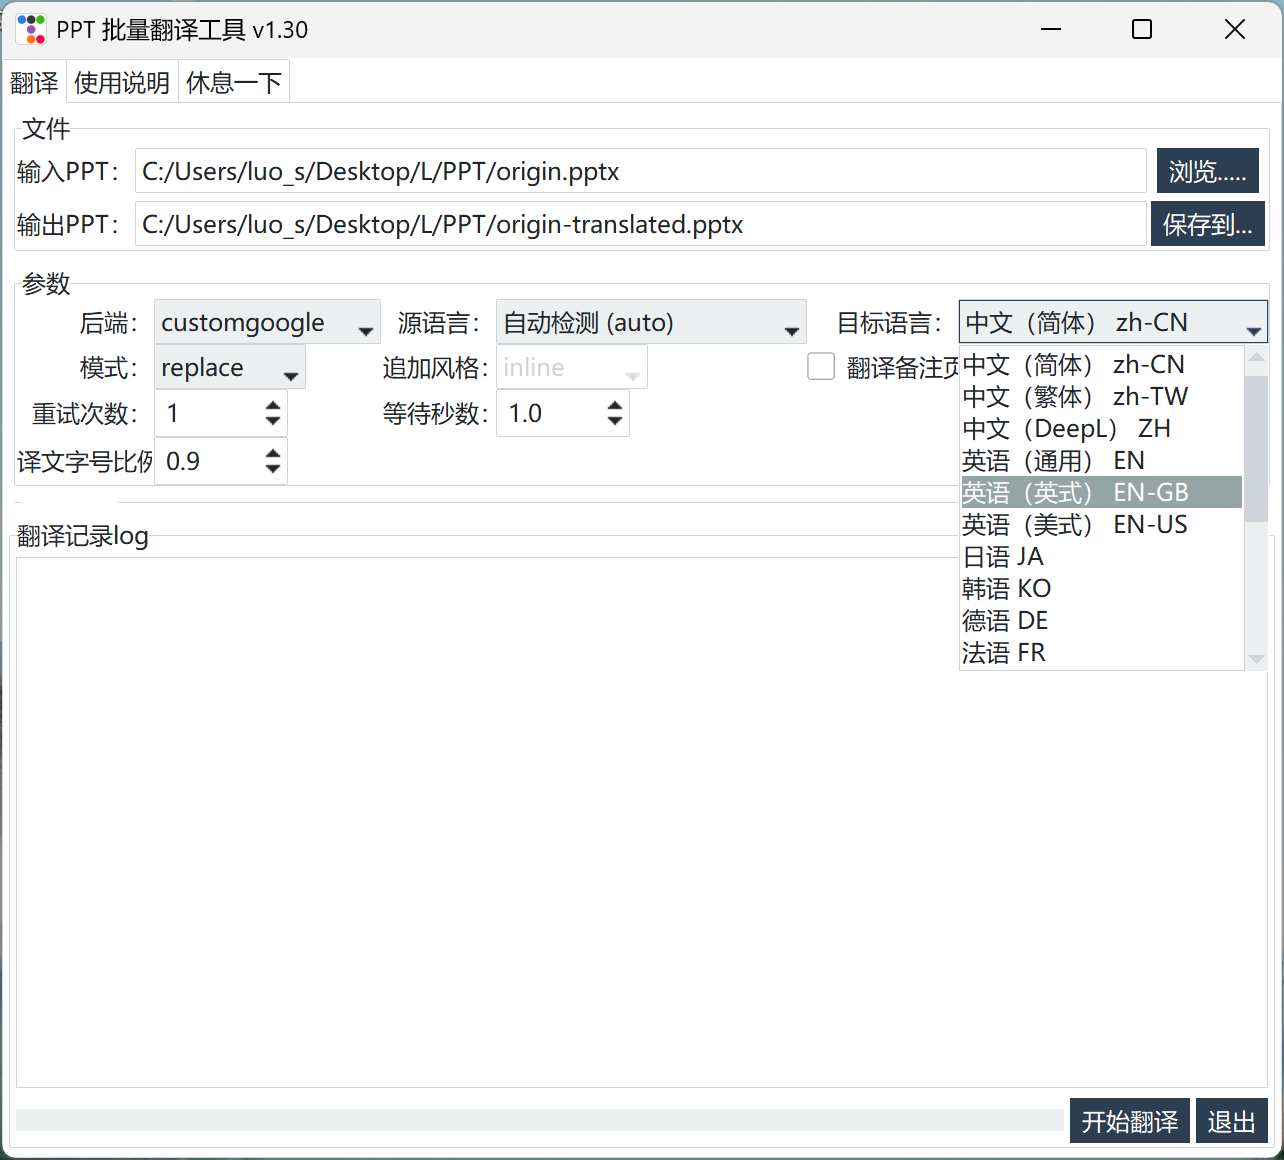 PPT 批量翻译工具 v1.30
翻译 使用说明 休息一下
文件
输入PPT： C:/Users/luo_s/Desktop/L/PPT/origin.pptx 浏览.....
输出PPT： C:/Users/luo_s/Desktop/L/PPT/origin-translated.pptx 保存到...
参数
后端： customgoogle 源语言： 自动检测 (auto) 目标语言： 中文（简体） zh-CN
模式： replace 追加风格： inline 翻译备注页
重试次数： 1 等待秒数： 1.0
译文字号比例 0.9
中文（简体） zh-CN
中文（繁体） zh-TW
中文（DeepL） ZH
英语（通用） EN
英语（英式） EN-GB
英语（美式） EN-US
日语 JA
韩语 KO
德语 DE
法语 FR
翻译记录log
开始翻译 退出